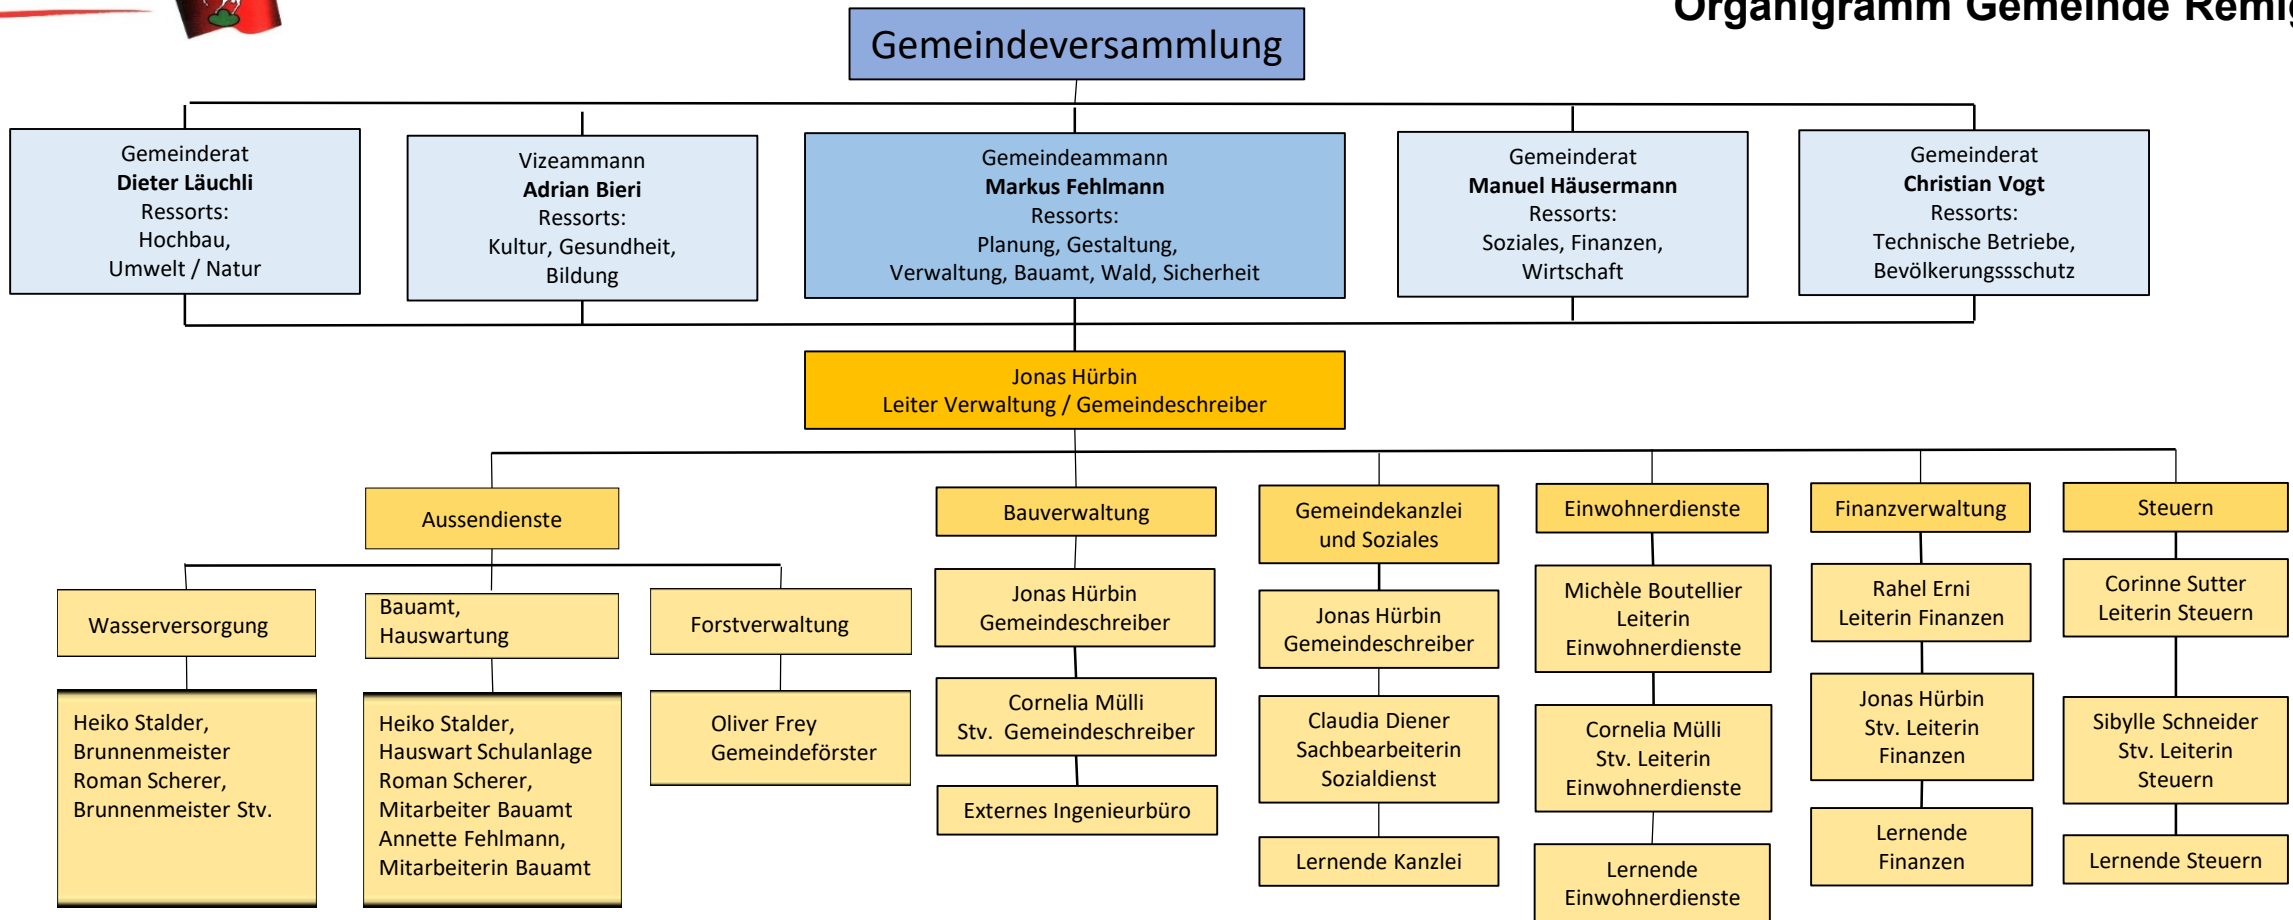 Organigramm Gemeinde Remig
Gemeindeversammlung
Gemeinderat
Dieter Läuchli
Ressorts:
Hochbau,
Umwelt / Natur
Vizeammann
Adrian Bieri
Ressorts:
Kultur, Gesundheit,
Bildung
Gemeindeammann
Markus Fehlmann
Ressorts:
Planung, Gestaltung,
Verwaltung, Bauamt, Wald, Sicherheit
Gemeinderat
Manuel Häusermann
Ressorts:
Soziales, Finanzen,
Wirtschaft
Gemeinderat
Christian Vogt
Ressorts:
Technische Betriebe,
Bevölkerungssschutz
Jonas Hürbin
Leiter Verwaltung / Gemeindeschreiber
Aussendienste
Wasserversorgung
Heiko Stalder,
Brunnenmeister
Roman Scherer,
Brunnenmeister Stv.
Bauamt,
Hauswartung
Heiko Stalder,
Hauswart Schulanlage
Roman Scherer,
Mitarbeiter Bauamt
Annette Fehlmann,
Mitarbeiterin Bauamt
Forstverwaltung
Oliver Frey
Gemeindeförster
Bauverwaltung
Jonas Hürbin
Gemeindeschreiber
Cornelia Mülli
Stv. Gemeindeschreiber
Externes Ingenieurbüro
Gemeindekanzlei
und Soziales
Jonas Hürbin
Gemeindeschreiber
Claudia Diener
Sachbearbeiterin
Sozialdienst
Lernende Kanzlei
Einwohnerdienste
Michèle Boutellier
Leiterin
Einwohnerdienste
Cornelia Mülli
Stv. Leiterin
Einwohnerdienste
Lernende
Einwohnerdienste
Finanzverwaltung
Rahel Erni
Leiterin Finanzen
Jonas Hürbin
Stv. Leiterin
Finanzen
Lernende
Finanzen
Steuern
Corinne Sutter
Leiterin Steuern
Sibylle Schneider
Stv. Leiterin
Steuern
Lernende Steuern